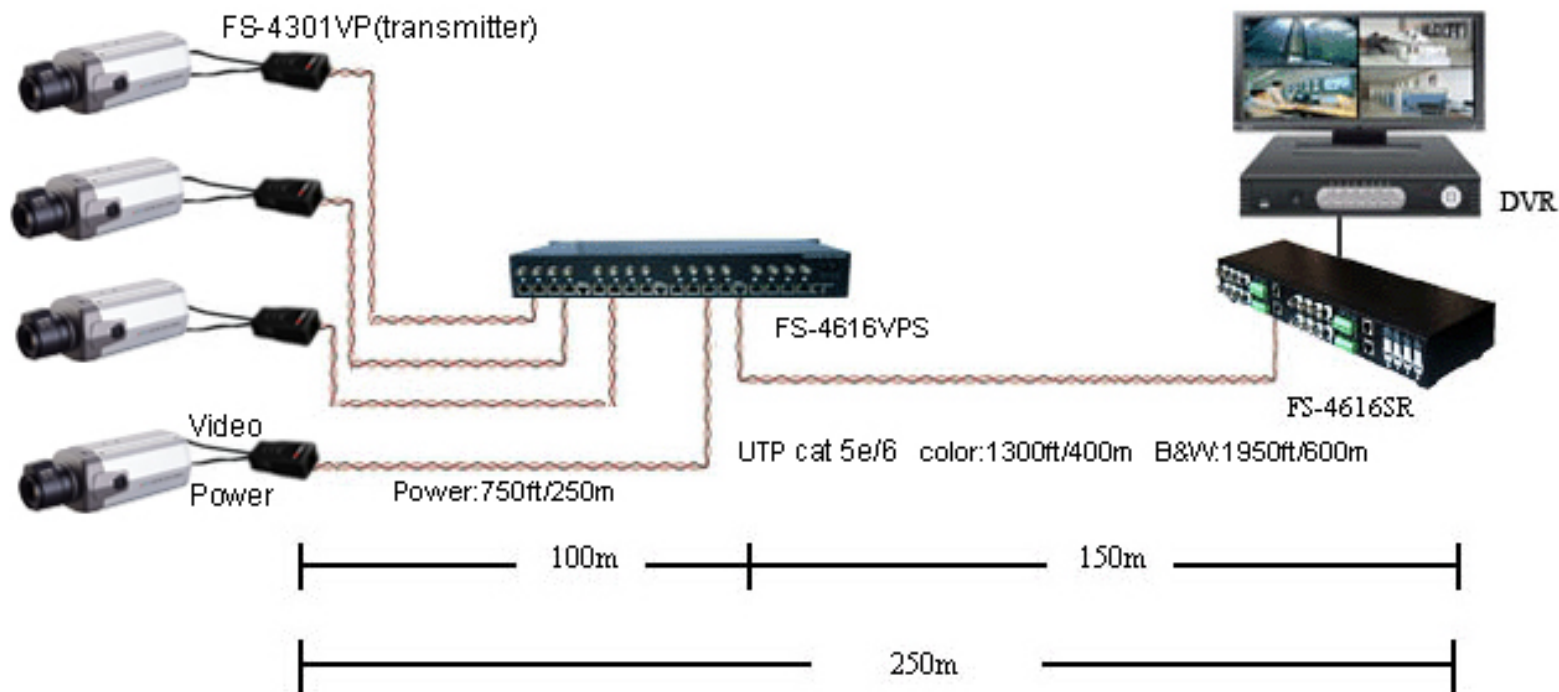 FS-4301VP(transmitter)
DVR
FS-4616VPS
FS-4616SR
Video
Power
UTP cat 5e/6 color:1300ft/400m B&W:1950ft/600m
Power:750ft/250m
100m
150m
250m